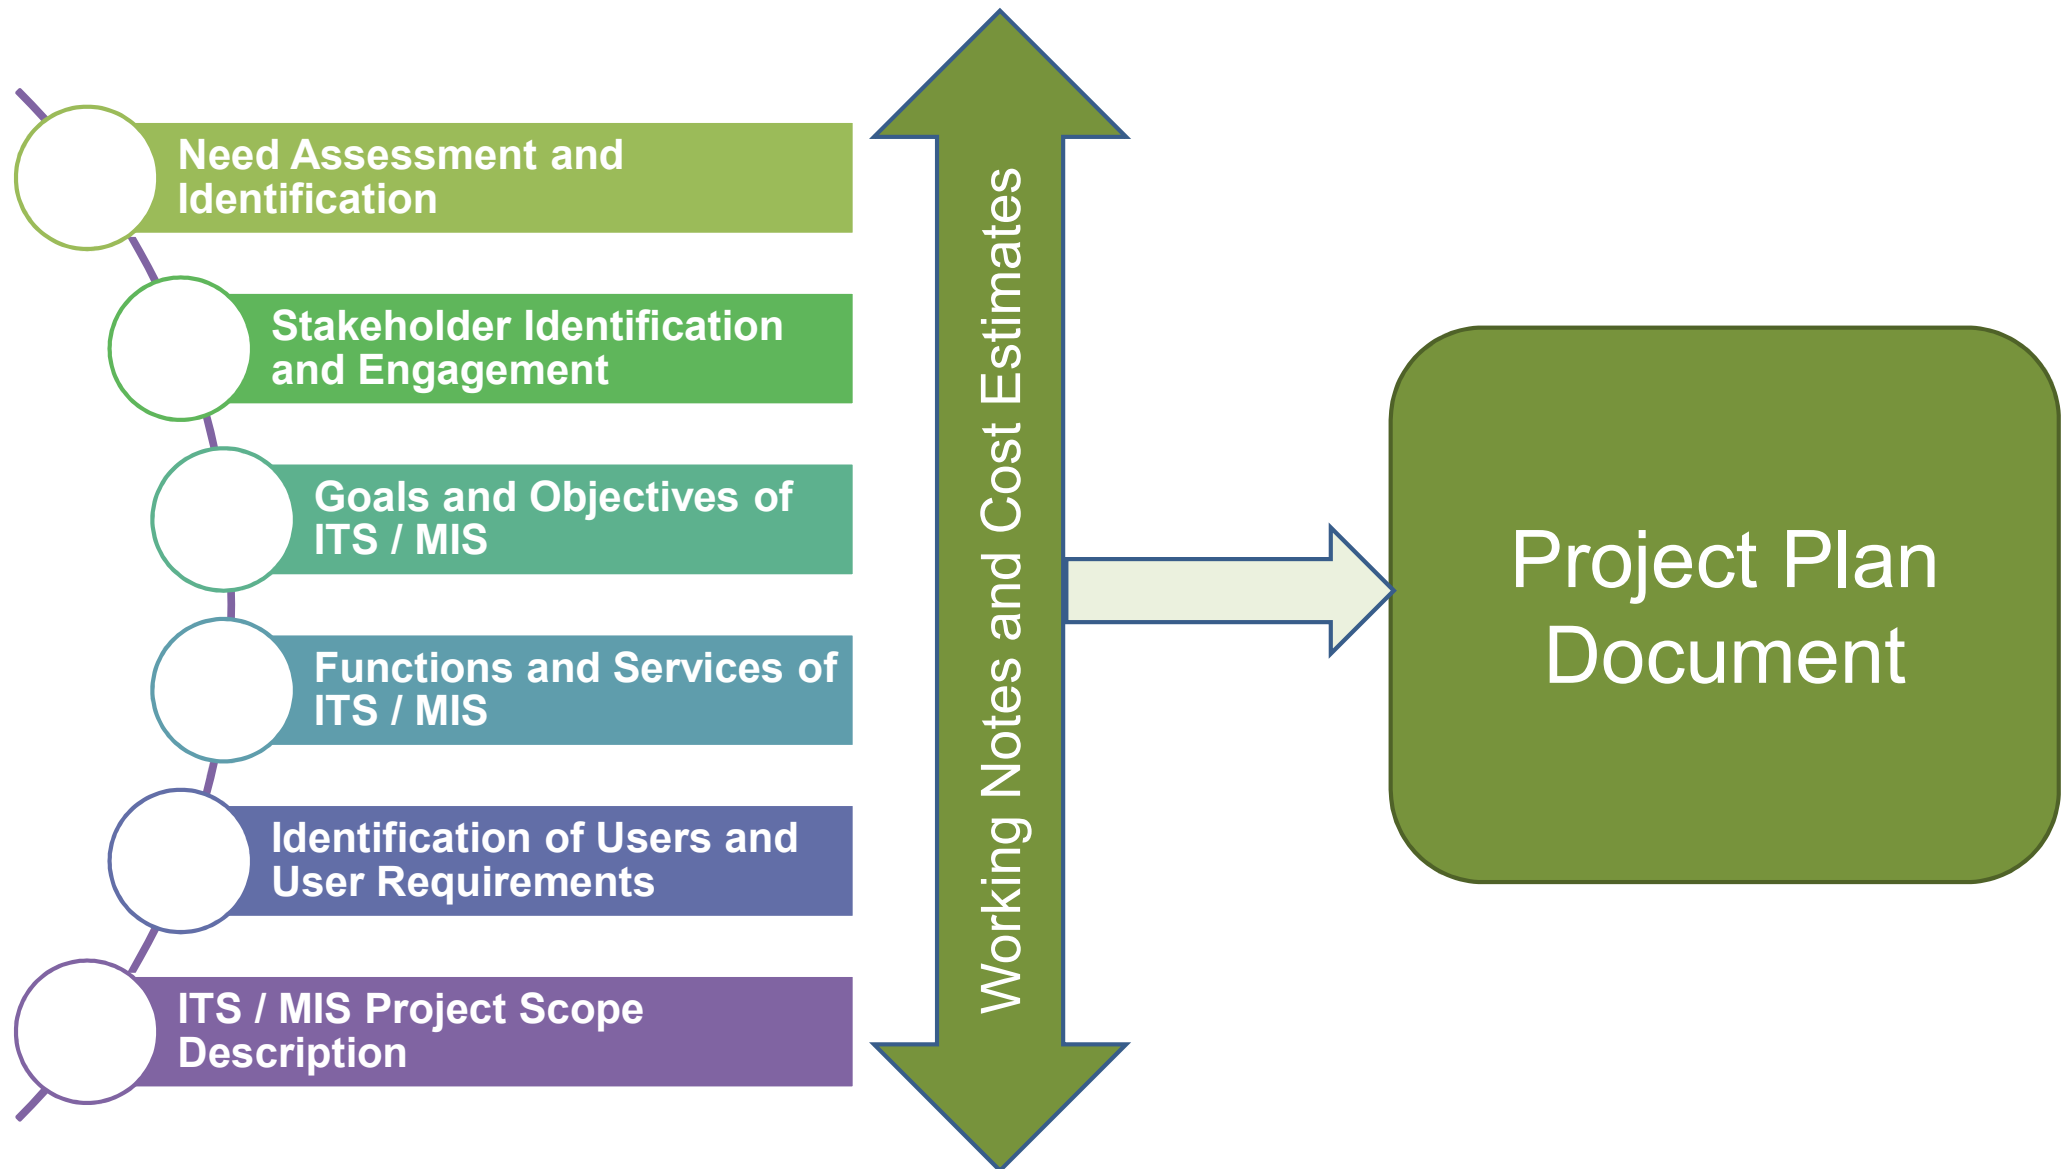 Need Assessment and
Identification
Stakeholder Identification
and Engagement
Goals and Objectives of
ITS / MIS
Functions and Services of
ITS / MIS
Identification of Users and
User Requirements
ITS / MIS Project Scope
Description
Working Notes and Cost Estimates
Project Plan
Document